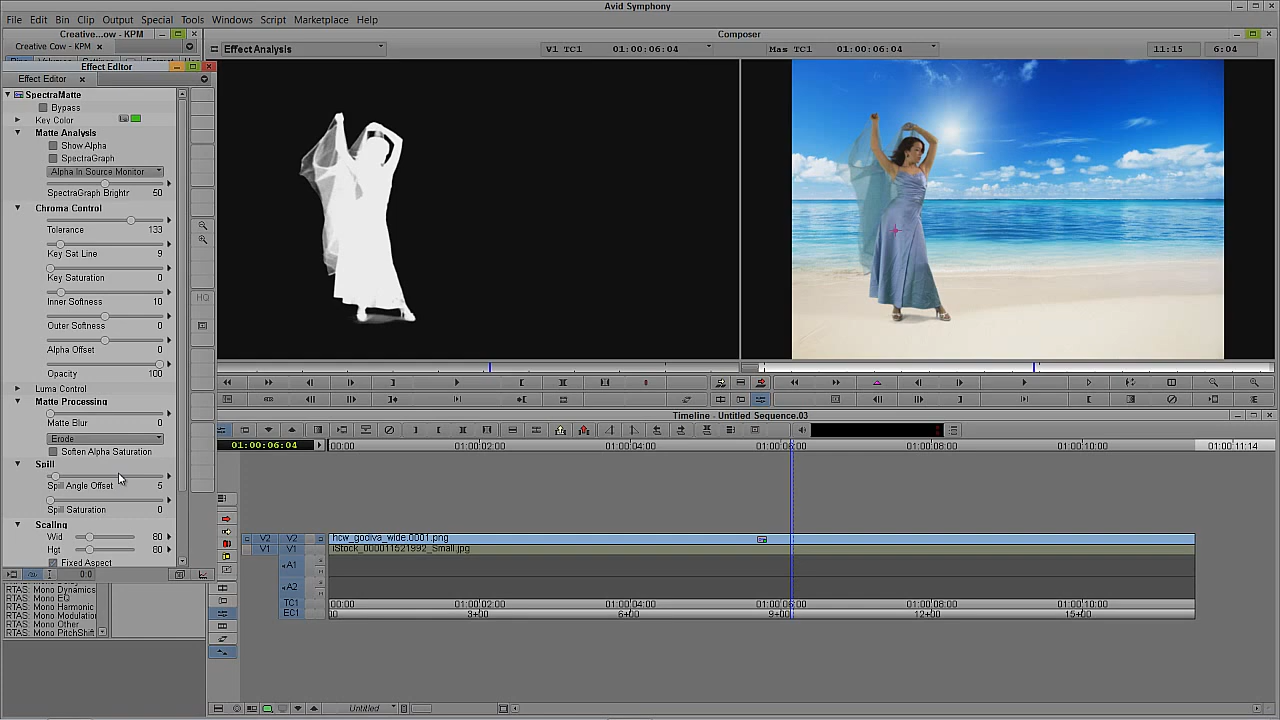 Avid Symphony
File Edit Bin Clip Output Special Tools Windows Script Marketplace Help
Creative...ow - KPM
Creative Cow - KPM
Composer
Effect Analysis
V1 TC1 01:00:06:04
Mas TC1 01:00:06:04
11:15
6:04
Effect Editor
Effect Editor
SpectraMatte
Bypass
Key Color
Matte Analysis
Show Alpha
SpectraGraph
Alpha In Source Monitor
SpectraGraph Brightr 50
Chroma Control
Tolerance 133
Key Sat Line 9
Key Saturation 0
Inner Softness 10
Outer Softness 0
Alpha Offset 0
Opacity 100
Luma Control
Matte Processing
Matte Blur 0
Erode
Soften Alpha Saturation
Spill
Spill Angle Offset 5
Spill Saturation 0
Scaling
Wid 80
Hgt 80
Fixed Aspect
0:0
HQ
RTAS: Mono Dynamics
RTAS: Mono EQ
RTAS: Mono Harmonic
RTAS: Mono Modulati
RTAS: Mono Other
RTAS: Mono PitchShift
Timeline - Untitled Sequence.03
01:00:06:04
00:00 01:00:02:00 01:00:04:00 01:00:06:00 01:00:08:00 01:00:10:00 01:00:11:14
V2 V2 hcw_godiva_wide.0001.png
V1 V1 iStock_000011521992_Small.jpg
A1
A2
TC1 00:00 01:00:02:00 01:00:04:00 01:00:06:00 01:00:08:00 01:00:10:00
EC1 3+00 6+00 9+00 12+00 15+00
Untitled